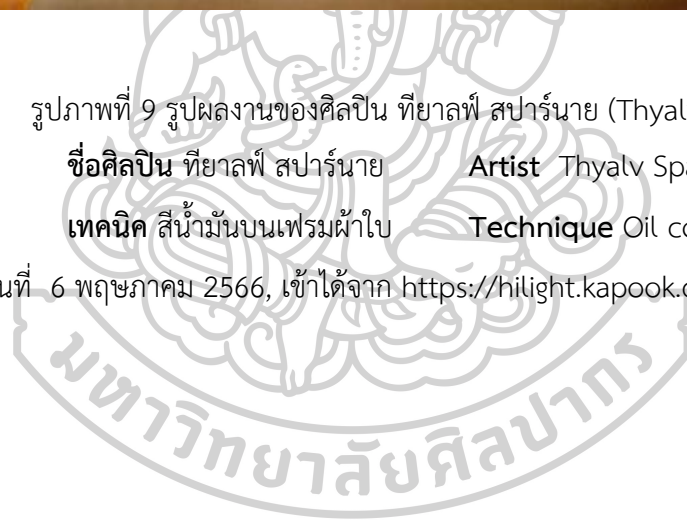 รูปภาพที่ 9 รูปผลงานของศิลปิน ทียาลฟ์ สปาร์นาย (Thyal
ชื่อศิลปิน ทียาลฟ์ สปาร์นาย Artist Thyalv Spa
เทคนิค สีน้ำมันบนเฟรมผ้าใบ Technique Oil co
นที่ 6 พฤษภาคม 2566, เข้าได้จาก https://hilight.kapook.c
มหาวิทยาลัยศิลปากร